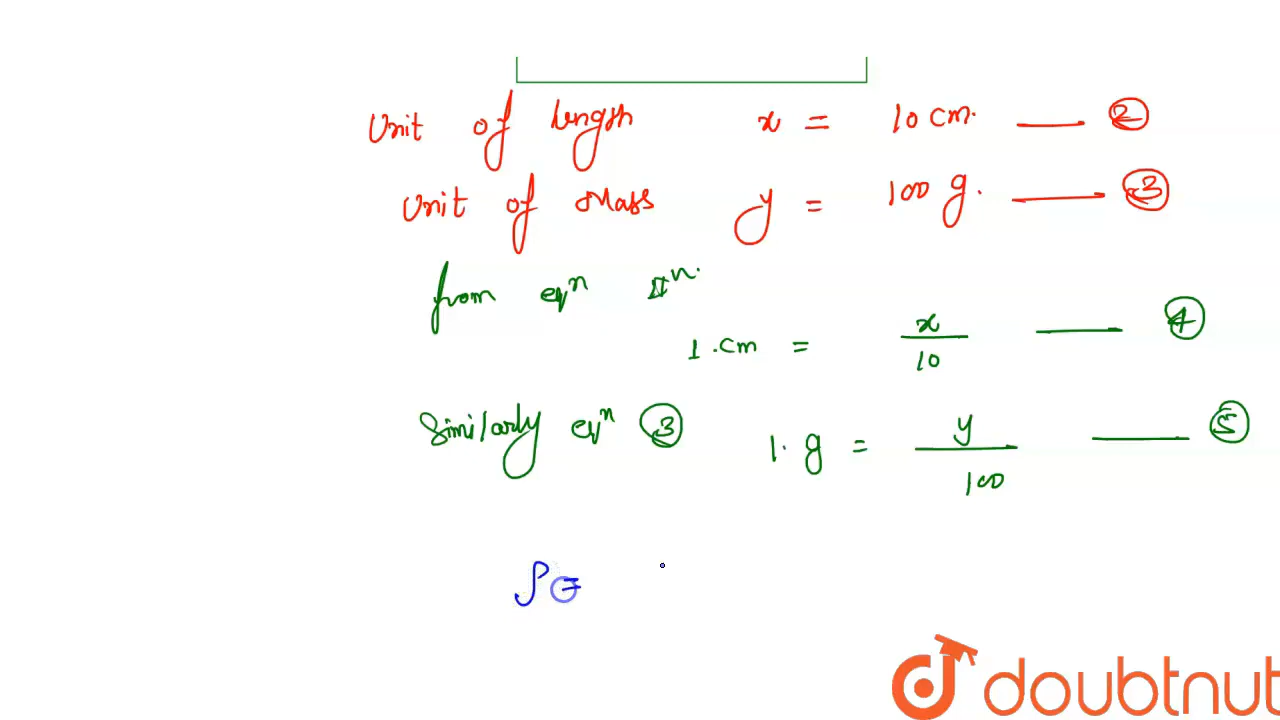 Unit of length x = 10 cm. —— ②
Unit of Mass y = 100 g. —— ③
from eqⁿ
1 . cm = x/10 —— ④
Similarly eqⁿ ③ 1. g = y/100 —— ⑤
ρ =
doubtnut